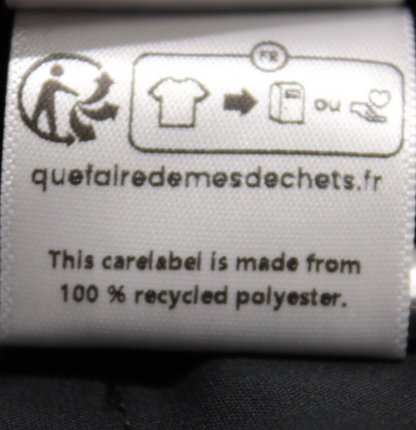 FR
ou
quefairedemesdechets.fr
This carelabel is made from
100 % recycled polyester.